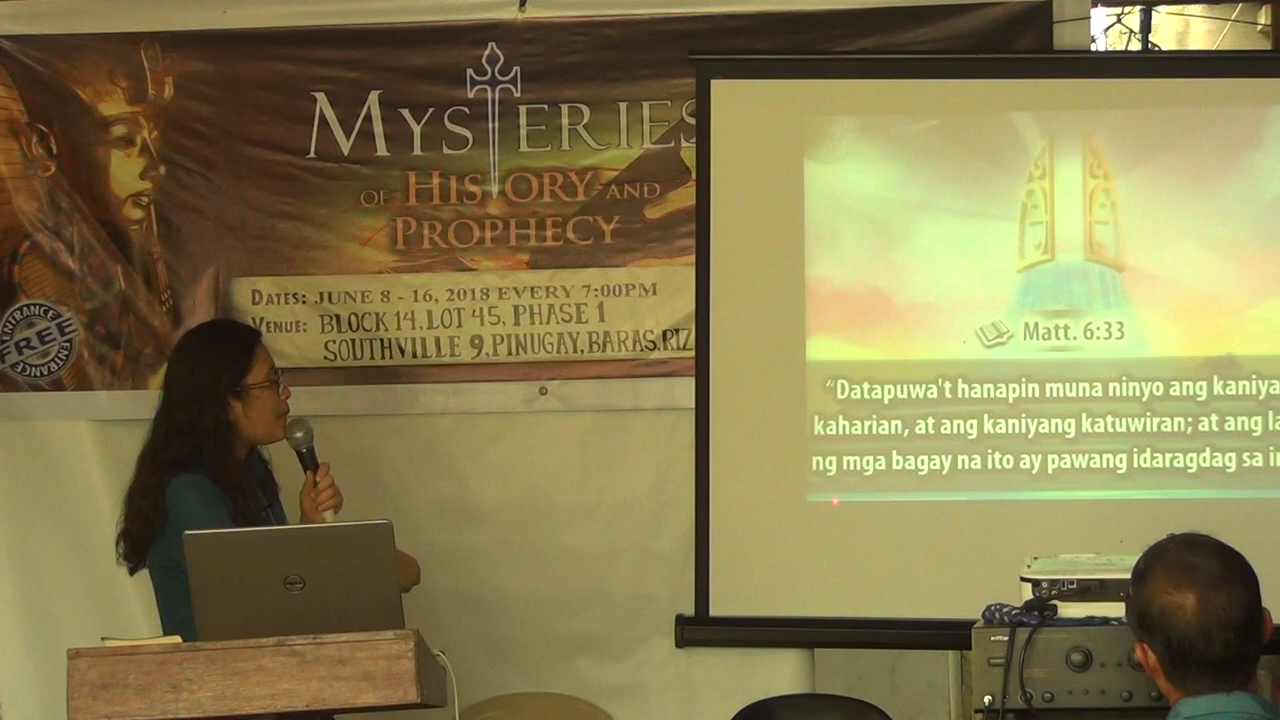 MYSTERIES
OF HISTORY AND
PROPHECY
DATES: JUNE 8 - 16, 2018 EVERY 7:00PM
VENUE: BLOCK 14, LOT 45, PHASE 1
SOUTHVILLE 9, PINUGAY, BARAS, RIZ
ENTRANCE
FREE
ENTRANCE
Matt. 6:33
“Datapuwa't hanapin muna ninyo ang kaniya
kaharian, at ang kaniyang katuwiran; at ang la
ng mga bagay na ito ay pawang idaragdag sa in
DELL